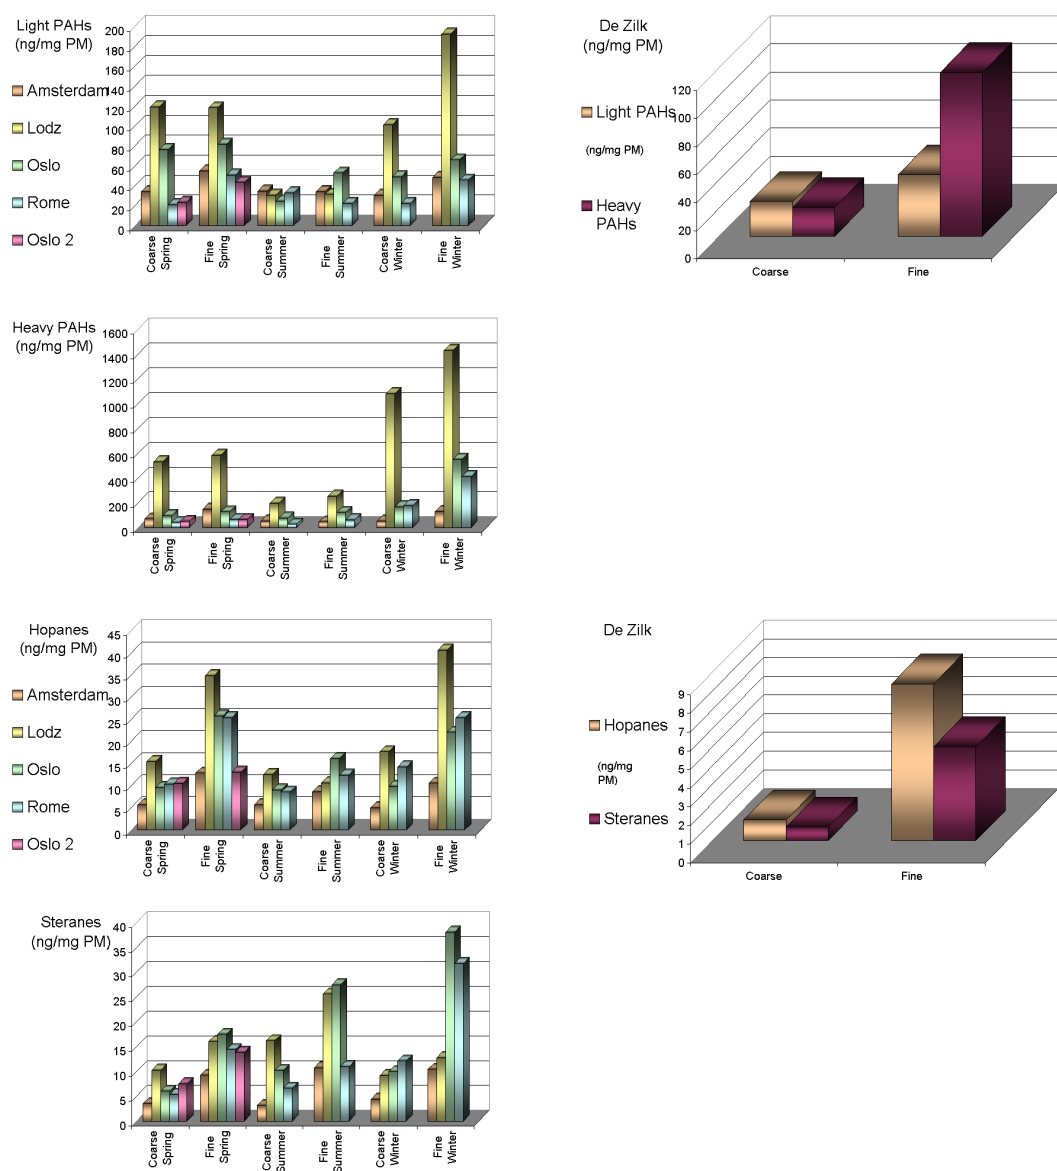 Light PAHs
(ng/mg PM)
200
180
160
140
120
100
80
60
40
20
0
Amsterdam
Lodz
Oslo
Rome
Oslo 2
Coarse
Spring
Fine
Spring
Coarse
Summer
Fine
Summer
Coarse
Winter
Fine
Winter
De Zilk
(ng/mg PM)
120
100
80
60
40
20
0
Light PAHs
(ng/mg PM)
Heavy
PAHs
Coarse
Fine
Heavy PAHs
(ng/mg PM)
1600
1400
1200
1000
800
600
400
200
0
Coarse
Spring
Fine
Spring
Coarse
Summer
Fine
Summer
Coarse
Winter
Fine
Winter
Hopanes
(ng/mg PM)
45
40
35
30
25
20
15
10
5
0
Amsterdam
Lodz
Oslo
Rome
Oslo 2
Coarse
Spring
Fine
Spring
Coarse
Summer
Fine
Summer
Coarse
Winter
Fine
Winter
De Zilk
9
8
7
6
5
4
3
2
1
0
Hopanes
(ng/mg
PM)
Steranes
Coarse
Fine
Steranes
(ng/mg PM)
40
35
30
25
20
15
10
5
0
Coarse
Spring
Fine
Spring
Coarse
Summer
Fine
Summer
Coarse
Winter
Fine
Winter